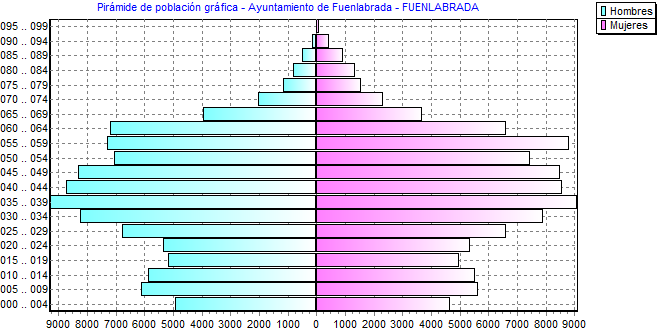 Pirámide de población gráfica - Ayuntamiento de Fuenlabrada - FUENLABRADA
Hombres
Mujeres
095 .. 099
090 .. 094
085 .. 089
080 .. 084
075 .. 079
070 .. 074
065 .. 069
060 .. 064
055 .. 059
050 .. 054
045 .. 049
040 .. 044
035 .. 039
030 .. 034
025 .. 029
020 .. 024
015 .. 019
010 .. 014
005 .. 009
000 .. 004
9000 8000 7000 6000 5000 4000 3000 2000 1000 0 1000 2000 3000 4000 5000 6000 7000 8000 9000